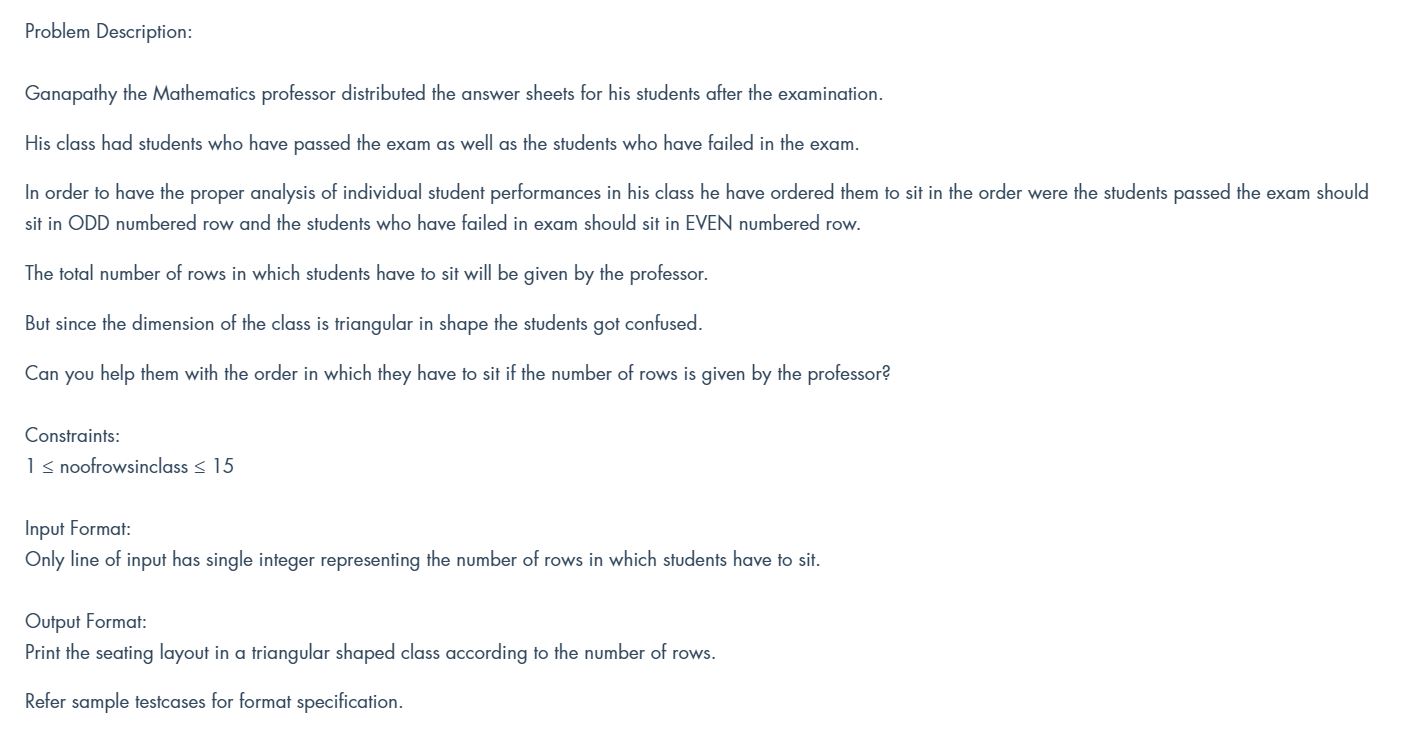 Problem Description:
Ganapathy the Mathematics professor distributed the answer sheets for his students after the examination.
His class had students who have passed the exam as well as the students who have failed in the exam.
In order to have the proper analysis of individual student performances in his class he have ordered them to sit in the order were the students passed the exam should
sit in ODD numbered row and the students who have failed in exam should sit in EVEN numbered row.
The total number of rows in which students have to sit will be given by the professor.
But since the dimension of the class is triangular in shape the students got confused.
Can you help them with the order in which they have to sit if the number of rows is given by the professor?
Constraints:
1 ≤ noofrowsinclass ≤ 15
Input Format:
Only line of input has single integer representing the number of rows in which students have to sit.
Output Format:
Print the seating layout in a triangular shaped class according to the number of rows.
Refer sample testcases for format specification.